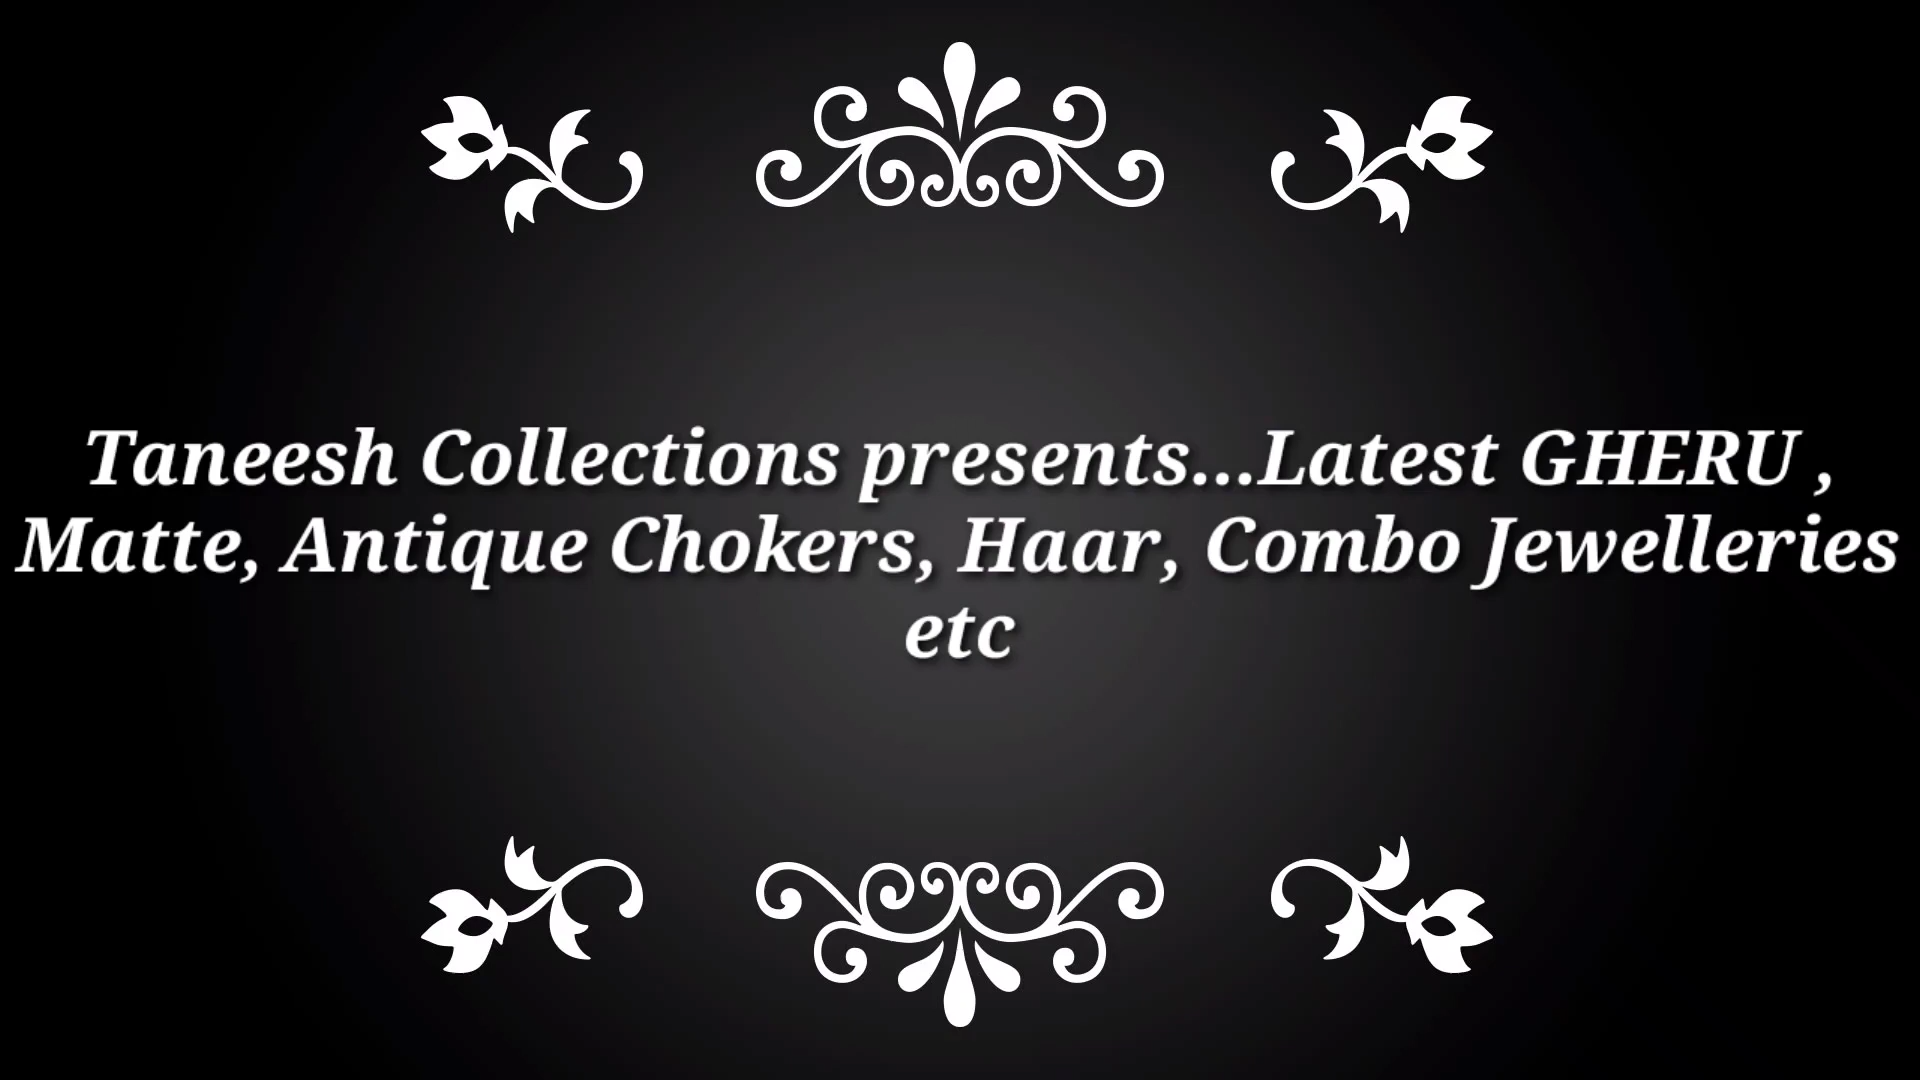 Taneesh Collections presents...Latest GHERU ,
Matte, Antique Chokers, Haar, Combo Jewelleries
etc